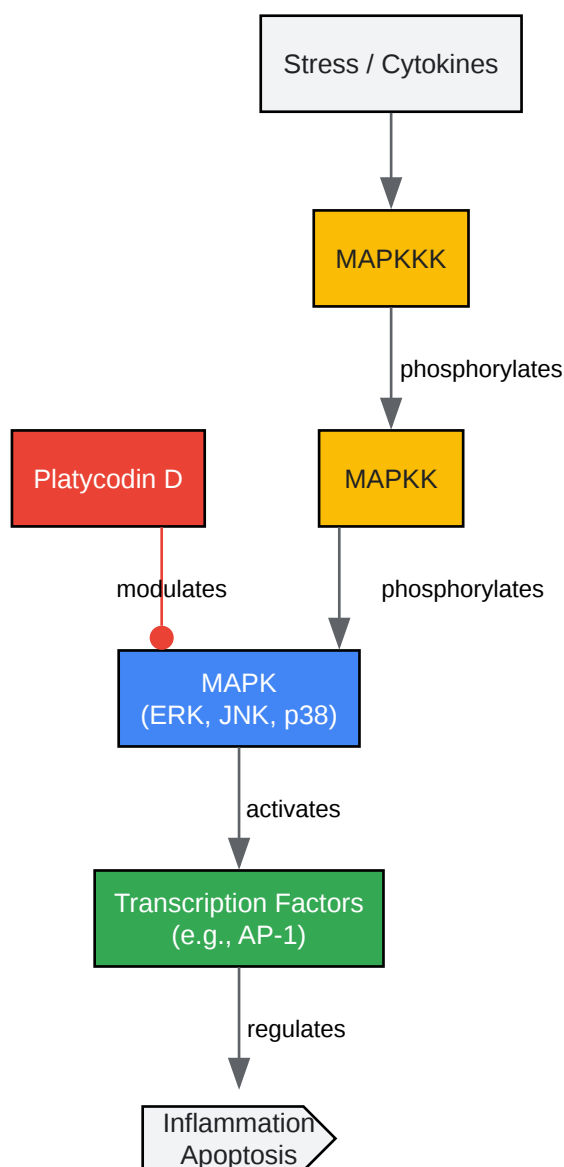 Stress / Cytokines
MAPKKK
phosphorylates
Platycodin D
MAPKK
modulates
phosphorylates
MAPK
(ERK, JNK, p38)
activates
Transcription Factors
(e.g., AP-1)
regulates
Inflammation
Apoptosis